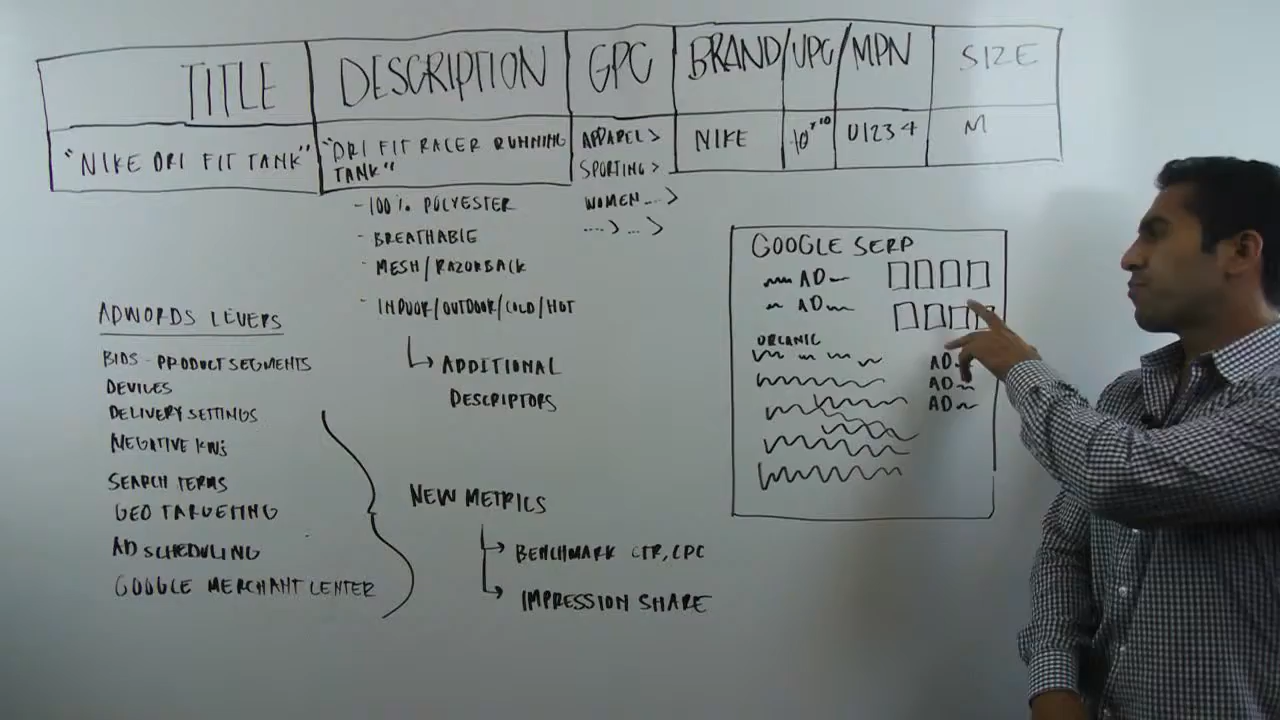 TITLE DESCRIPTION GPC BRAND/UPC/MPN SIZE
"NIKE DRI FIT TANK"
"DRI FIT RACER RUNNING
TANK"
- 100% POLYESTER
- BREATHABLE
- MESH/RAZORBACK
- INDOOR/OUTDOOR/COLD/HOT
ADDITIONAL
DESCRIPTORS
APPAREL>
SPORTING>
WOMEN...>
....>...>
NIKE
01234
M
ADWORDS LEVERS
BIDS - PRODUCT SEGMENTS
DEVICES
DELIVERY SETTINGS
NEGATIVE KWs
SEARCH TERMS
GEO TARGETING
AD SCHEDULING
GOOGLE MERCHANT CENTER
NEW METRICS
BENCHMARK CTR, CPC
IMPRESSION SHARE
GOOGLE SERP
AD
AD
ORGANIC
AD
AD
AD